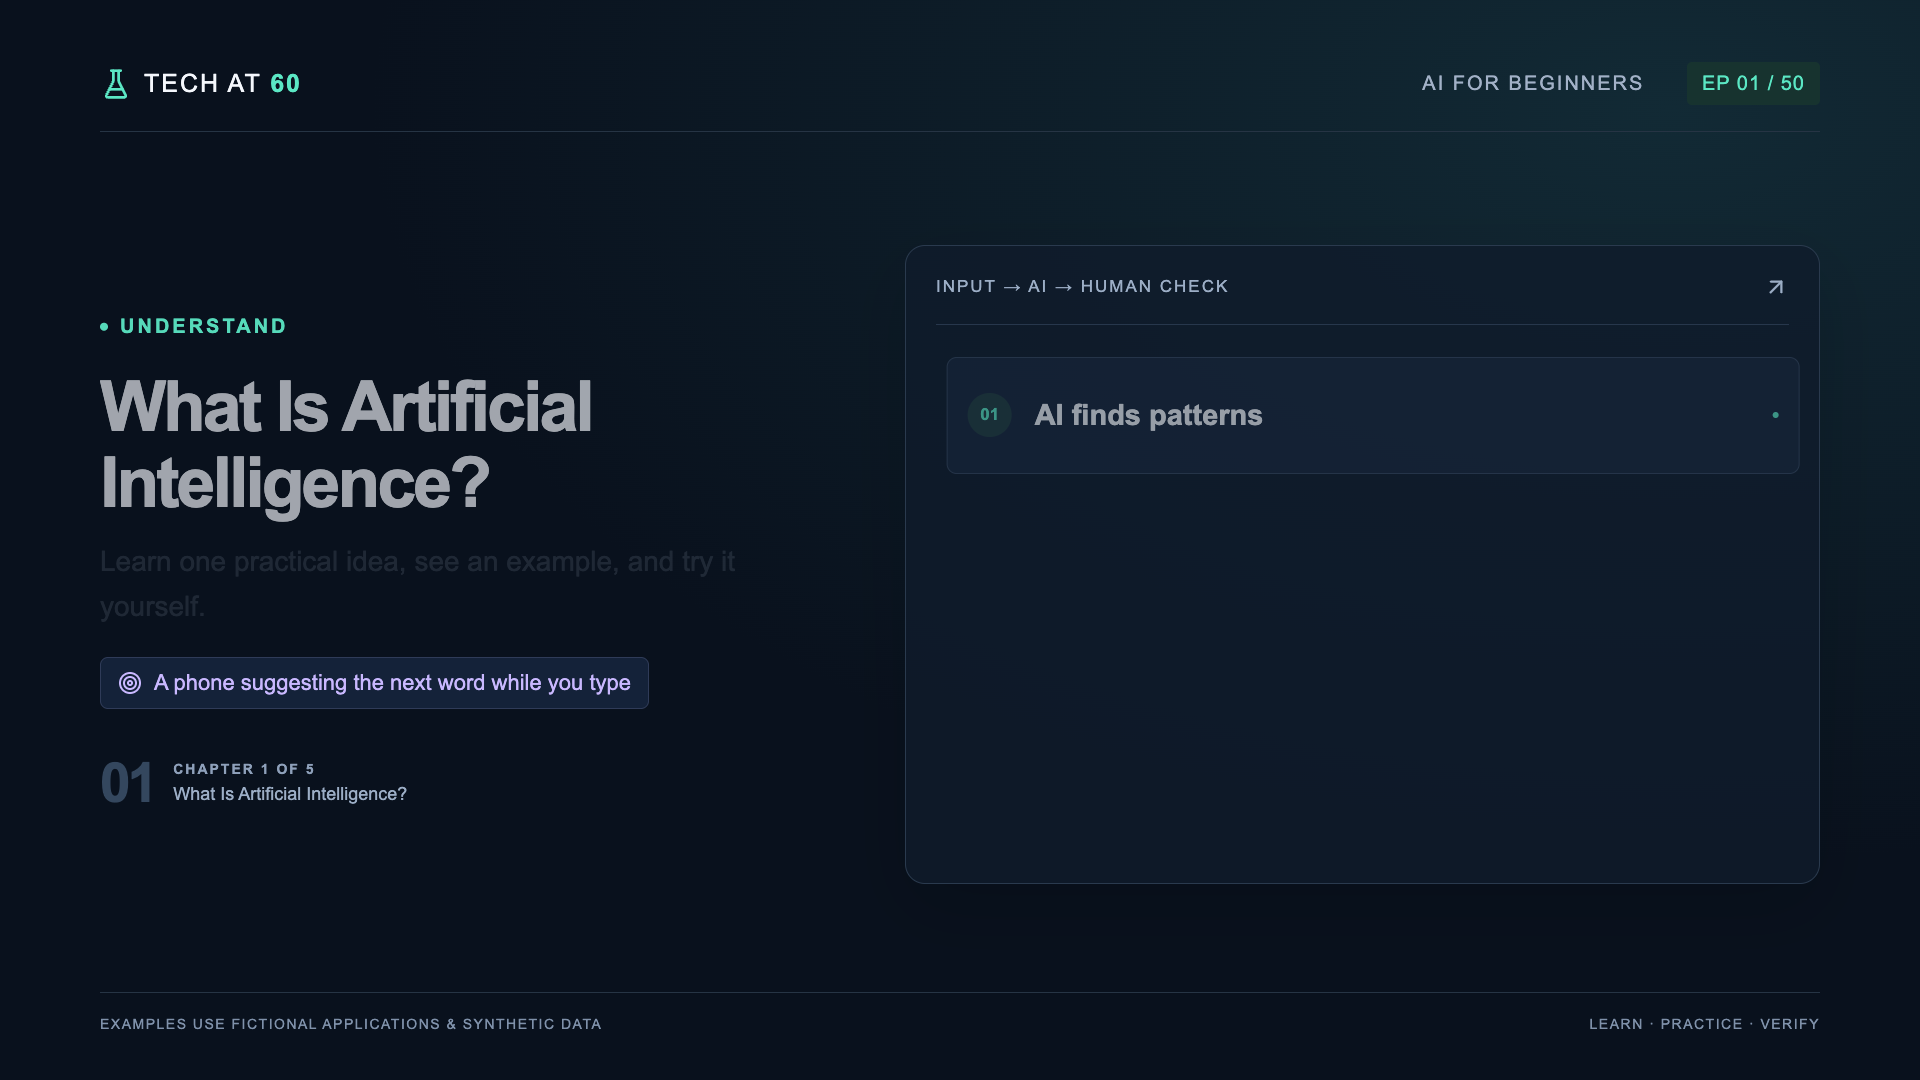 TECH AT 60
AI FOR BEGINNERS
EP 01 / 50
UNDERSTAND
What Is Artificial
Intelligence?
Learn one practical idea, see an example, and try it
yourself.
A phone suggesting the next word while you type
01
CHAPTER 1 OF 5
What Is Artificial Intelligence?
INPUT → AI → HUMAN CHECK
01
AI finds patterns
EXAMPLES USE FICTIONAL APPLICATIONS & SYNTHETIC DATA
LEARN · PRACTICE · VERIFY